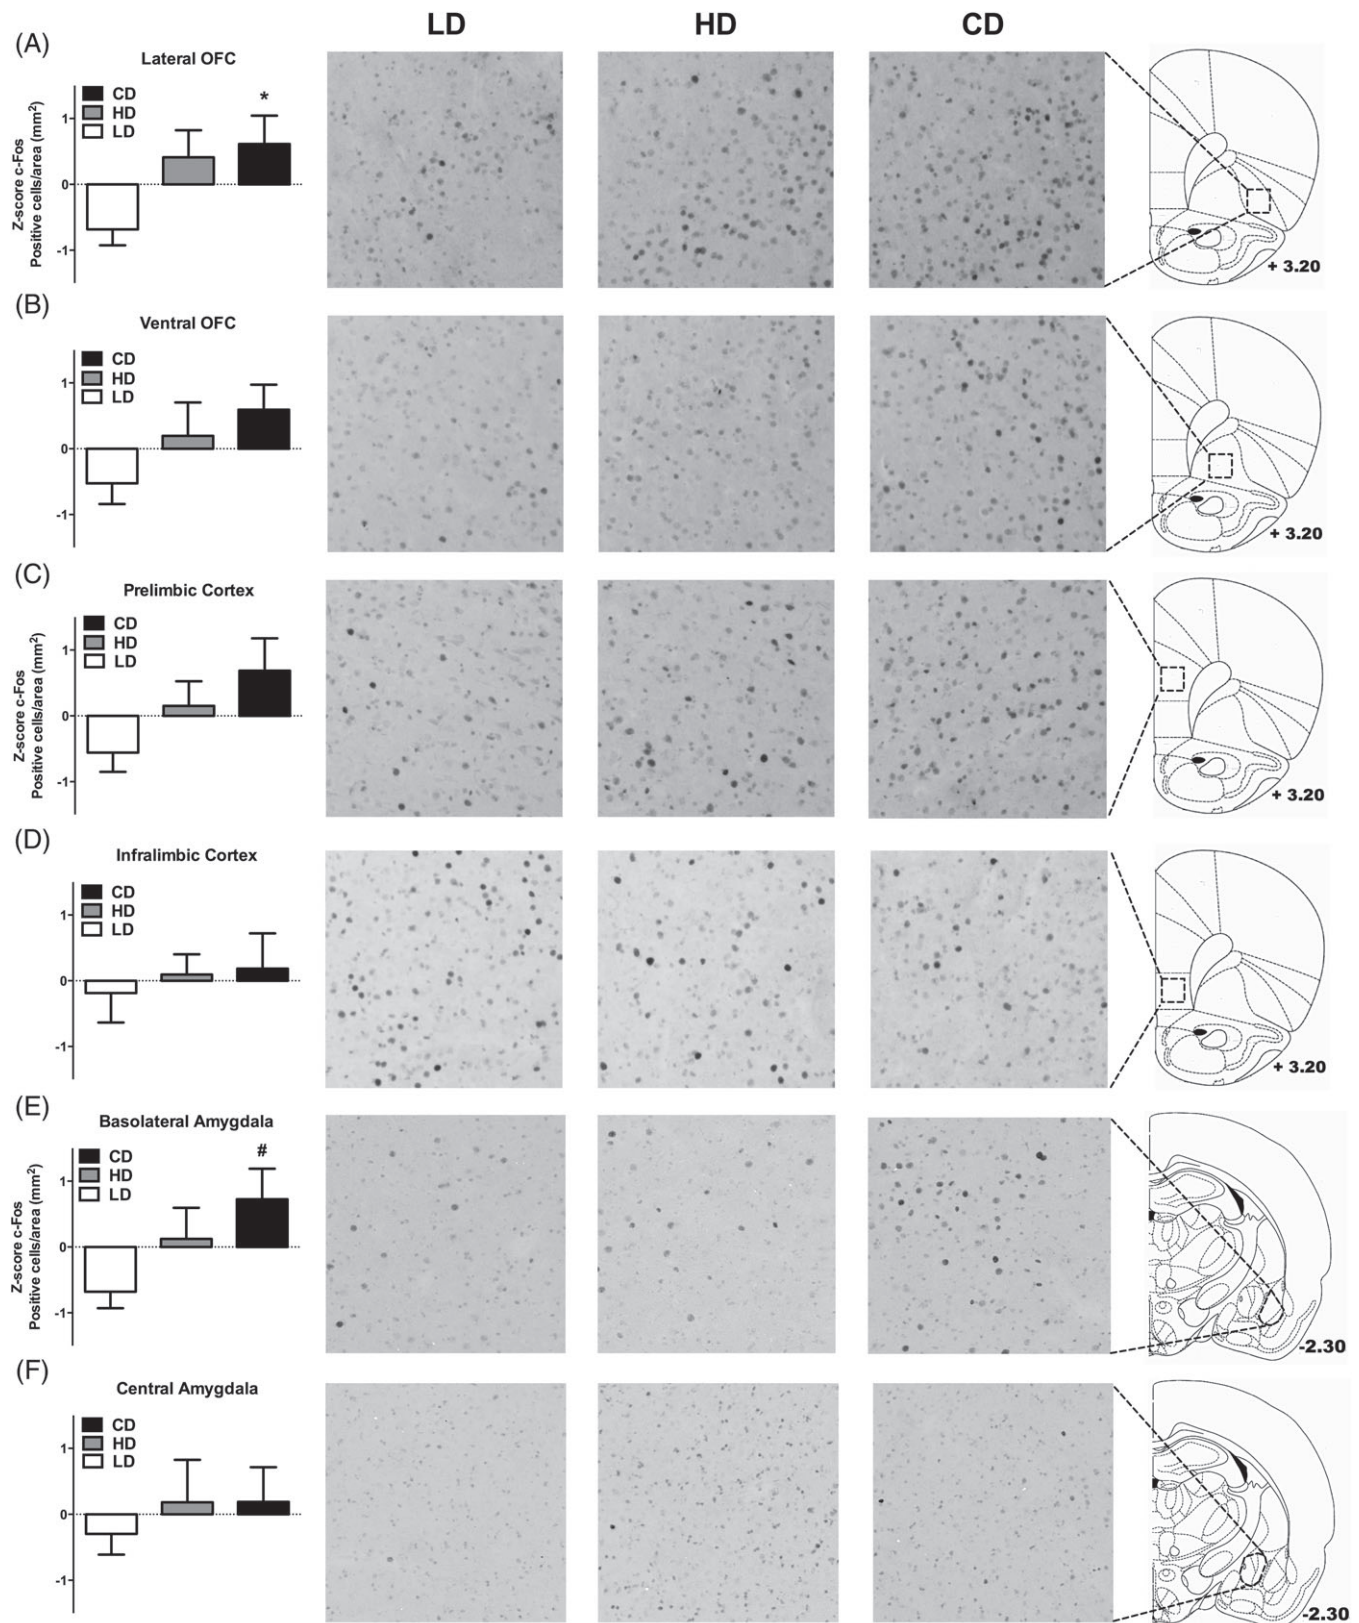 LD HD CD
(A)
Lateral OFC
Z-score c-Fos
Positive cells/area (mm²)
CD
HD
LD
*
1
0
-1
+ 3.20
(B)
Ventral OFC
CD
HD
LD
1
0
-1
+ 3.20
(C)
Prelimbic Cortex
Z-score c-Fos
Positive cells/area (mm²)
CD
HD
LD
1
0
-1
+ 3.20
(D)
Infralimbic Cortex
CD
HD
LD
1
0
-1
+ 3.20
(E)
Basolateral Amygdala
Z-score c-Fos
Positive cells/area (mm²)
CD
HD
LD
#
1
0
-1
-2.30
(F)
Central Amygdala
CD
HD
LD
1
0
-1
-2.30